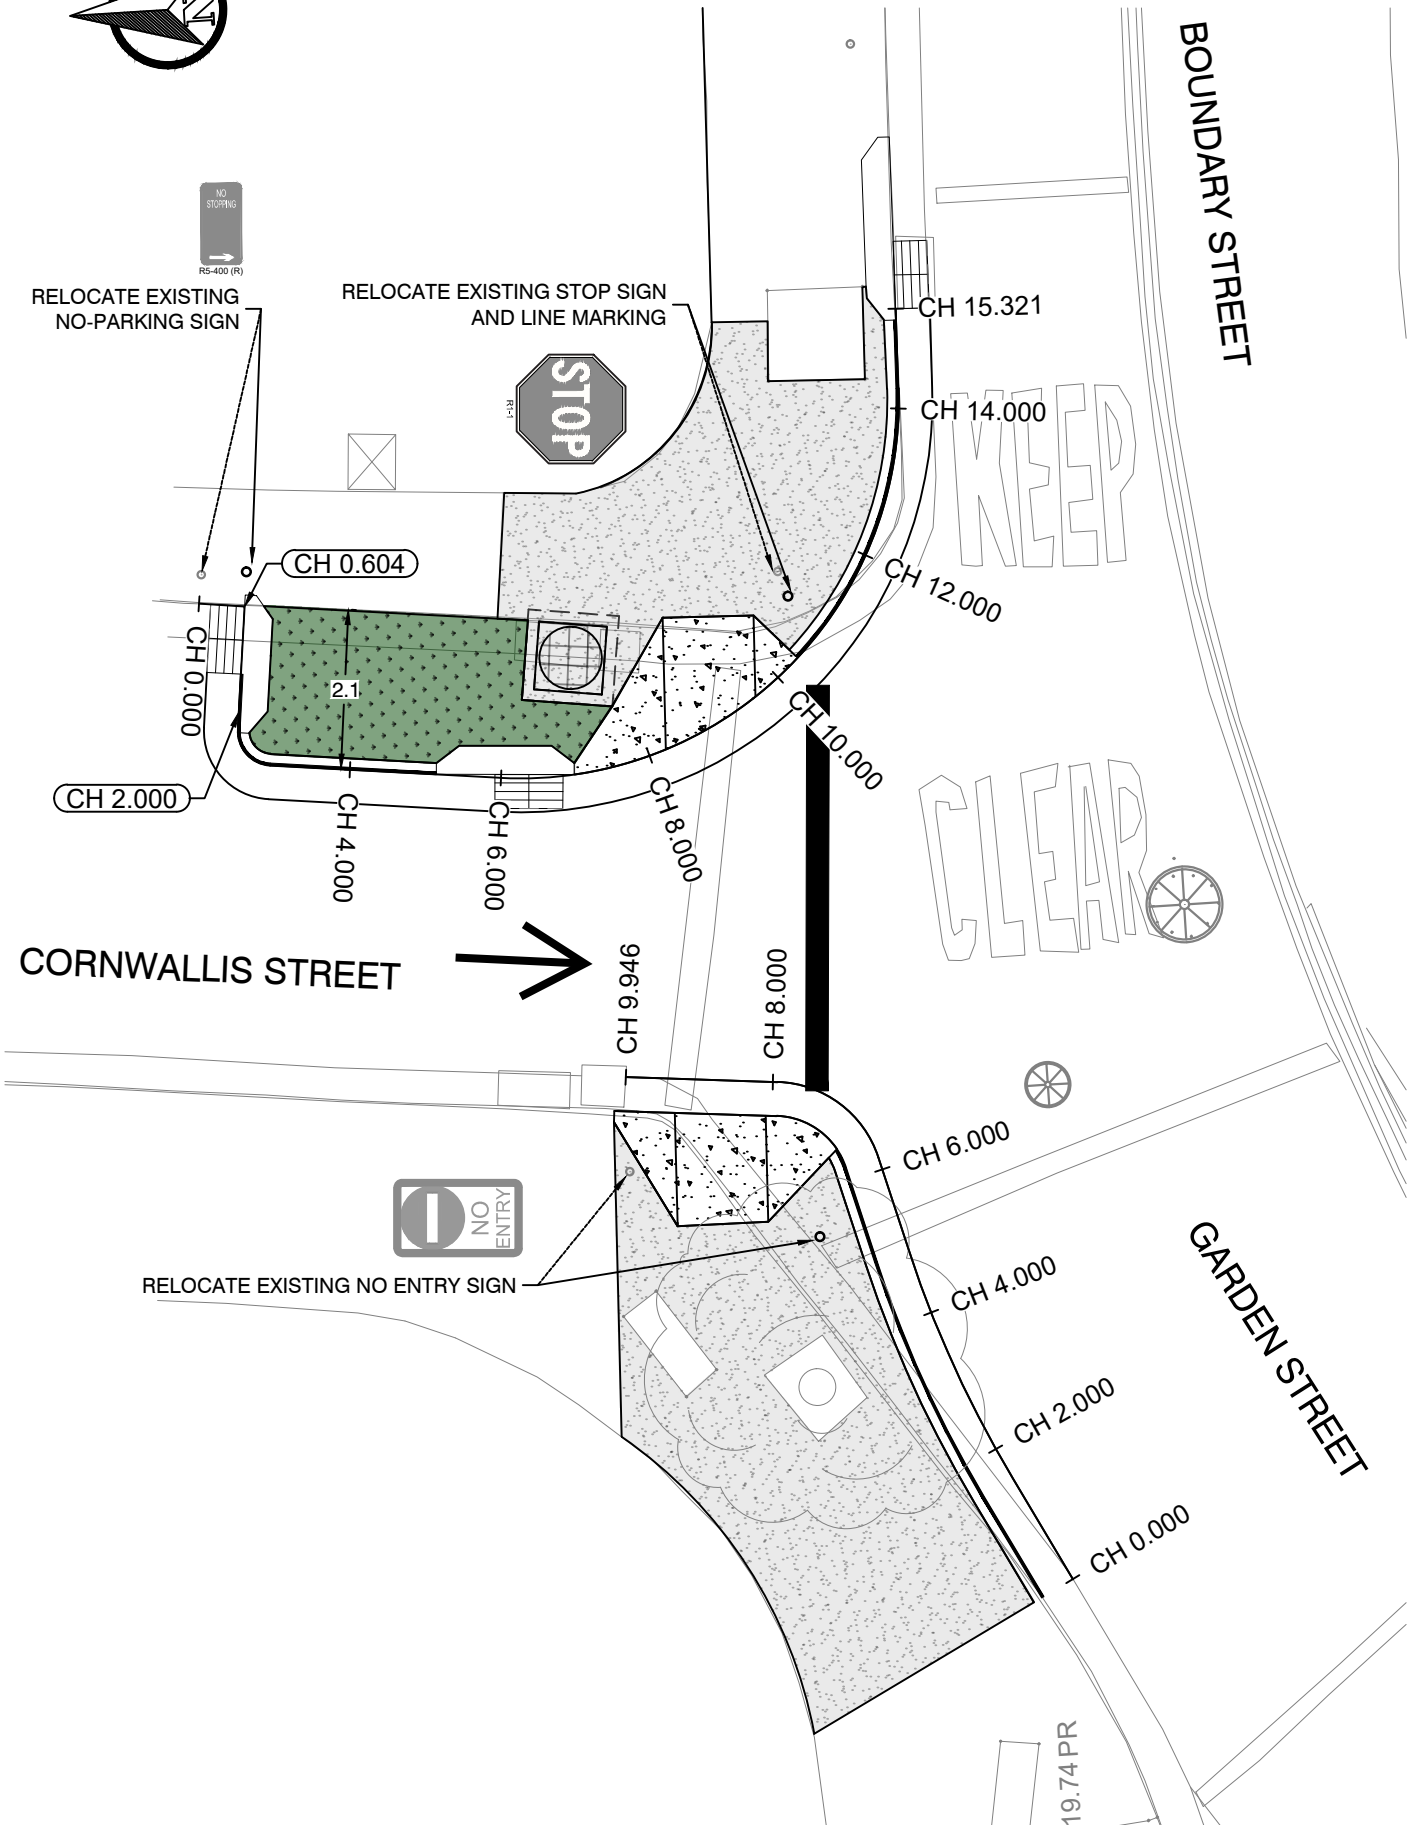 N
BOUNDARY STREET
NO
STOPPING
R5-400 (R)
RELOCATE EXISTING
NO-PARKING SIGN
RELOCATE EXISTING STOP SIGN
AND LINE MARKING
CH 15.321
STOP
R1-1
CH 14.000
KEEP
CH 0.604
CH 12.000
CH 0.000
2.1
CH 10.000
CH 2.000
CH 4.000
CH 6.000
CH 8.000
CLEAR
CORNWALLIS STREET
CH 9.946
CH 8.000
CH 6.000
NO
ENTRY
RELOCATE EXISTING NO ENTRY SIGN
CH 4.000
GARDEN STREET
CH 2.000
CH 0.000
19.74 PR